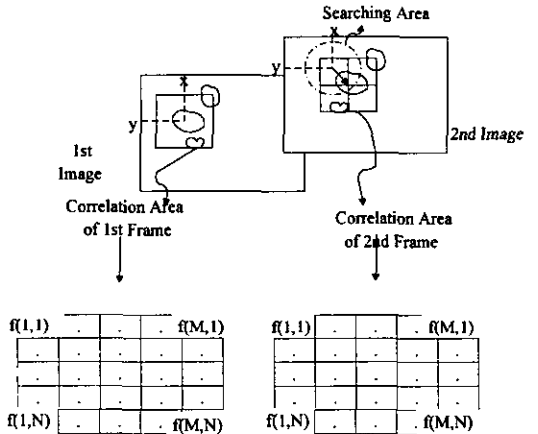 Searching Area
x
y
x
y
2nd Image
1st
Image
Correlation Area
of 1st Frame
Correlation Area
of 2nd Frame
f(1,1) f(M,1)
f(1,N) f(M,N)
f(1,1) f(M,1)
f(1,N) f(M,N)